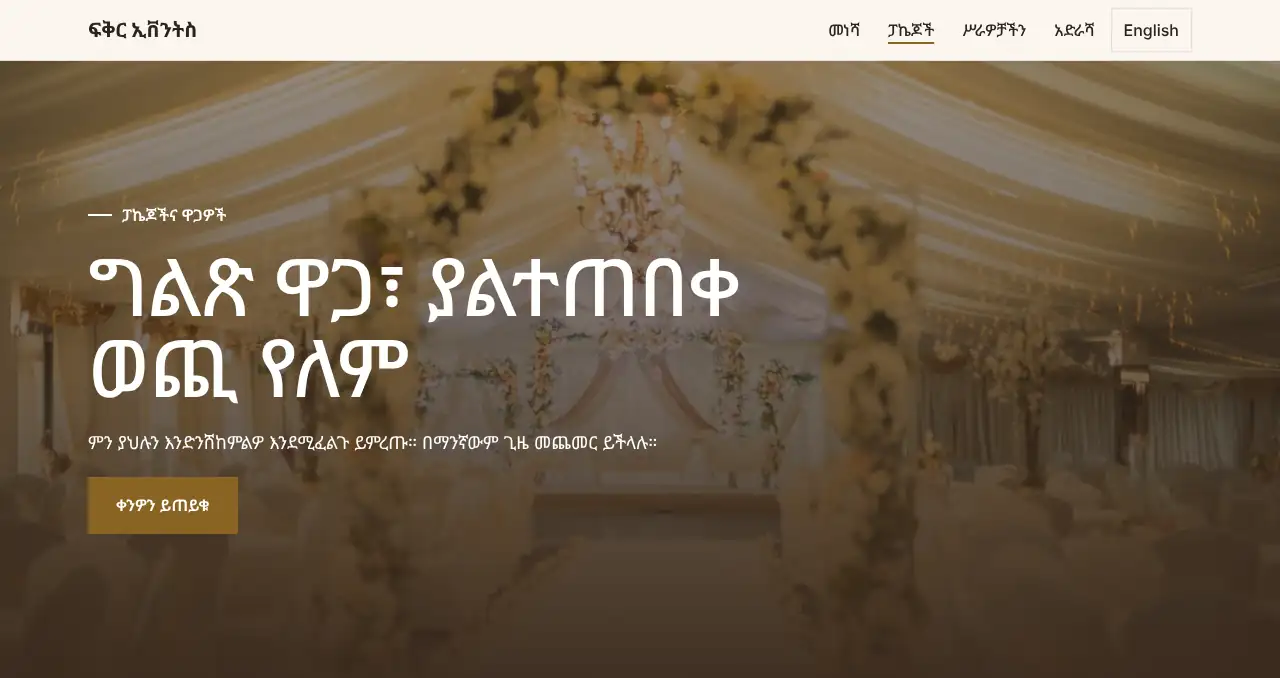 ፍቅር ኢቨንትስ
መነሻ
ፓኬጆች
ሥራዎቻችን
አድራሻ
English
ፓኬጆችና ዋጋዎች
ግልጽ ዋጋ፣ ያልተጠበቀ
ወጪ የለም
ምን ያህሉን እንድንሸከምልዎ እንደሚፈልጉ ይምረጡ። በማንኛውም ጊዜ መጨመር ይችላሉ።
ቀንዎን ይጠይቁ